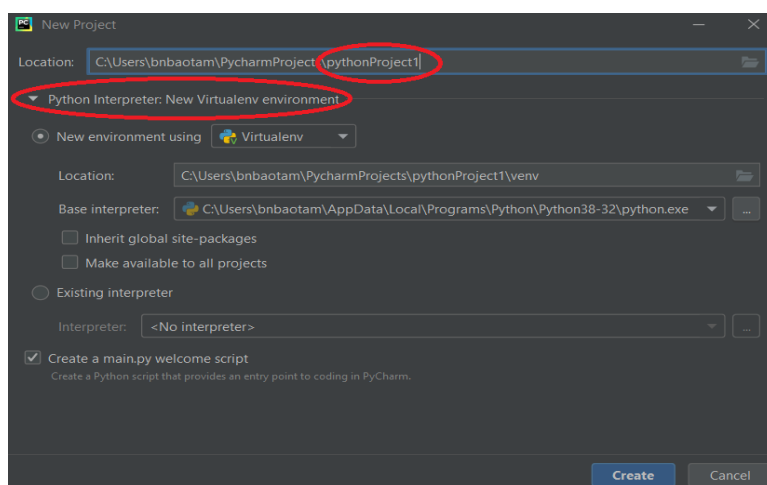 PC New Project
Location: C:\Users\bnbaotam\PycharmProject \pythonProject1
Python Interpreter: New Virtualenv environment
New environment using Virtualenv
Location: C:\Users\bnbaotam\PycharmProjects\pythonProject1\venv
Base interpreter: C:\Users\bnbaotam\AppData\Local\Programs\Python\Python38-32\python.exe ...
Inherit global site-packages
Make available to all projects
Existing interpreter
Interpreter: <No interpreter> ...
Create a main.py welcome script
Create a Python script that provides an entry point to coding in PyCharm.
Create Cancel